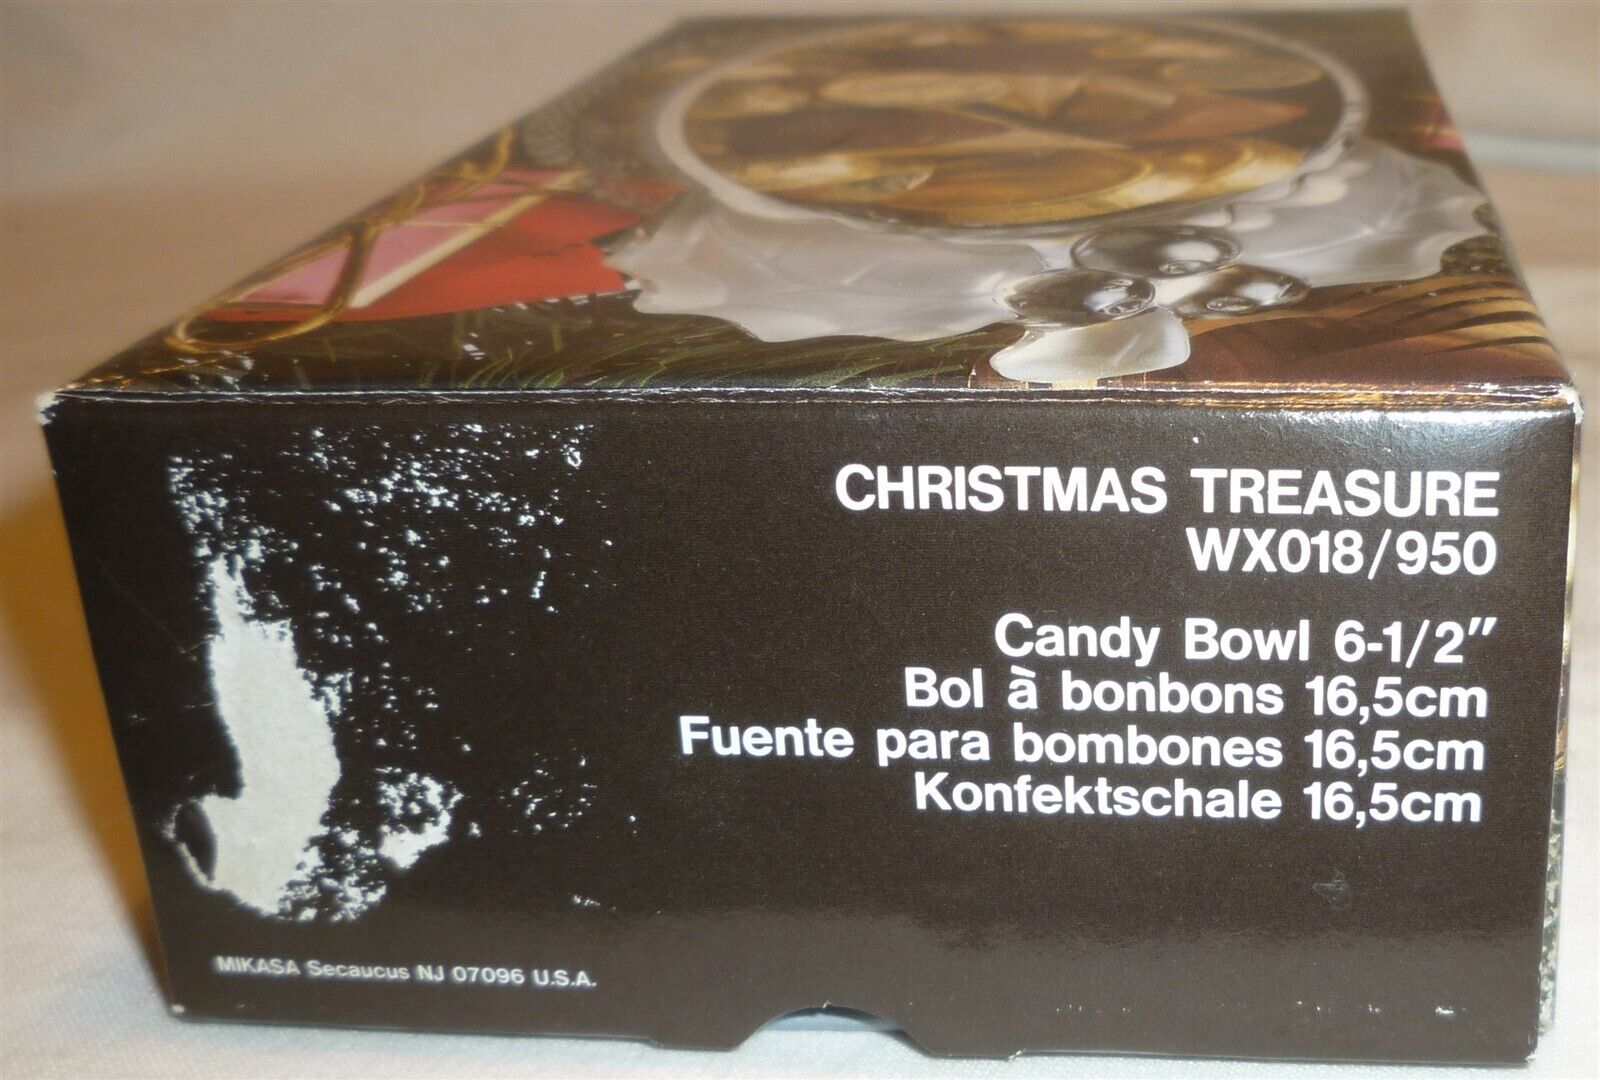 CHRISTMAS TREASURE
WX018/950
Candy Bowl 6-1/2"
Bol à bonbons 16,5cm
Fuente para bombones 16,5cm
Konfektschale 16,5cm
MIKASA Secaucus NJ 07096 U.S.A.